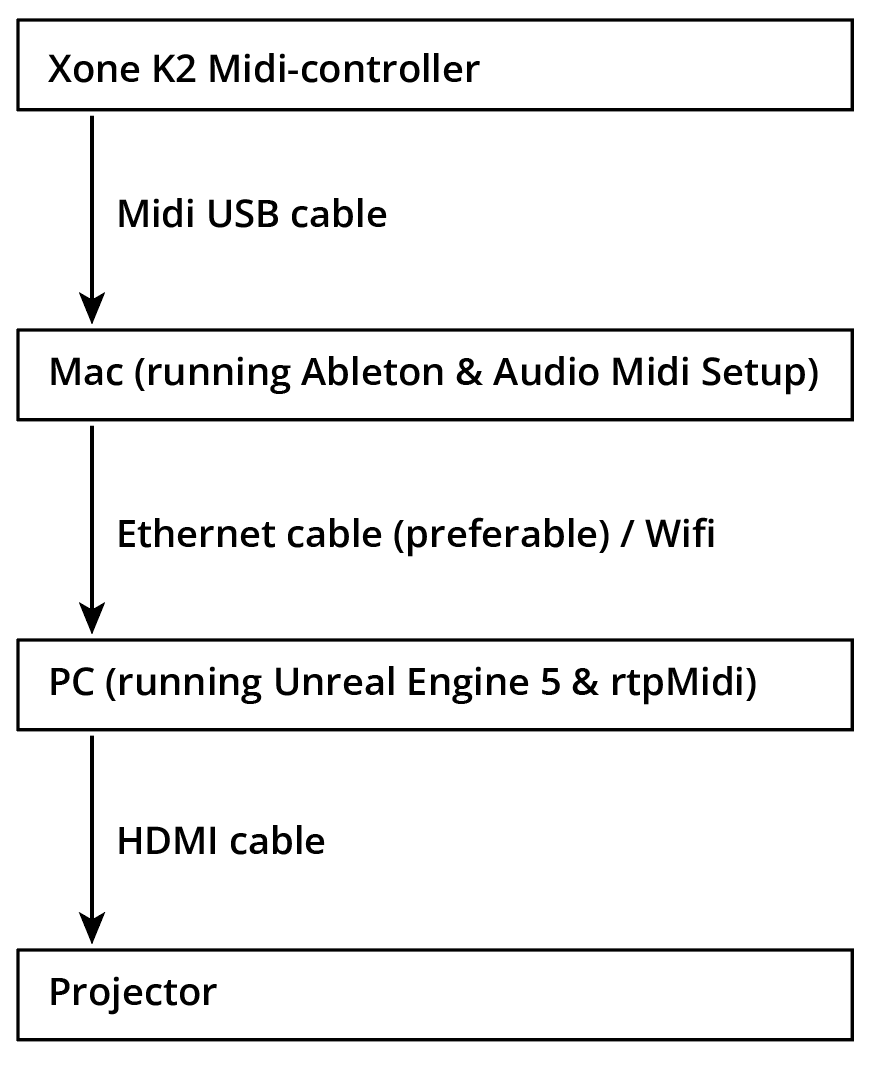 Xone K2 Midi-controller
Midi USB cable
Mac (running Ableton & Audio Midi Setup)
Ethernet cable (preferable) / Wifi
PC (running Unreal Engine 5 & rtpMidi)
HDMI cable
Projector